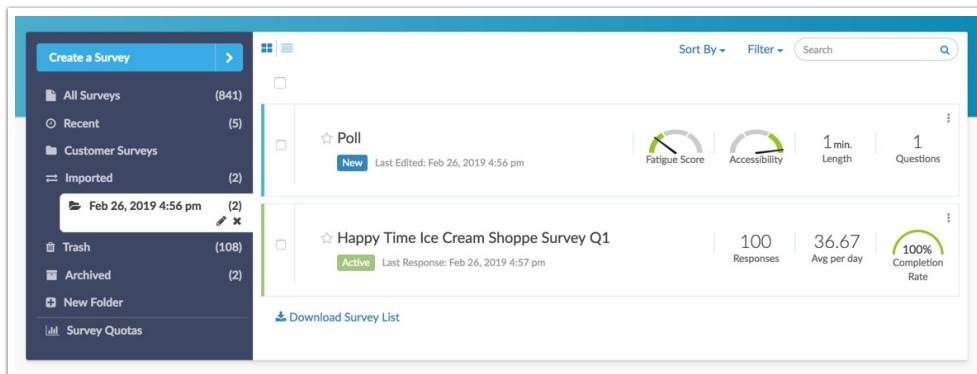 Create a Survey
All Surveys (841)
Recent (5)
Customer Surveys
Imported (2)
Feb 26, 2019 4:56 pm (2)
Trash (108)
Archived (2)
New Folder
Survey Quotas
Sort By Filter Search
Poll
New Last Edited: Feb 26, 2019 4:56 pm
Fatigue Score
Accessibility
1 min.
Length
1
Questions
Happy Time Ice Cream Shoppe Survey Q1
Active Last Response: Feb 26, 2019 4:57 pm
100
Responses
36.67
Avg per day
100%
Completion
Rate
Download Survey List